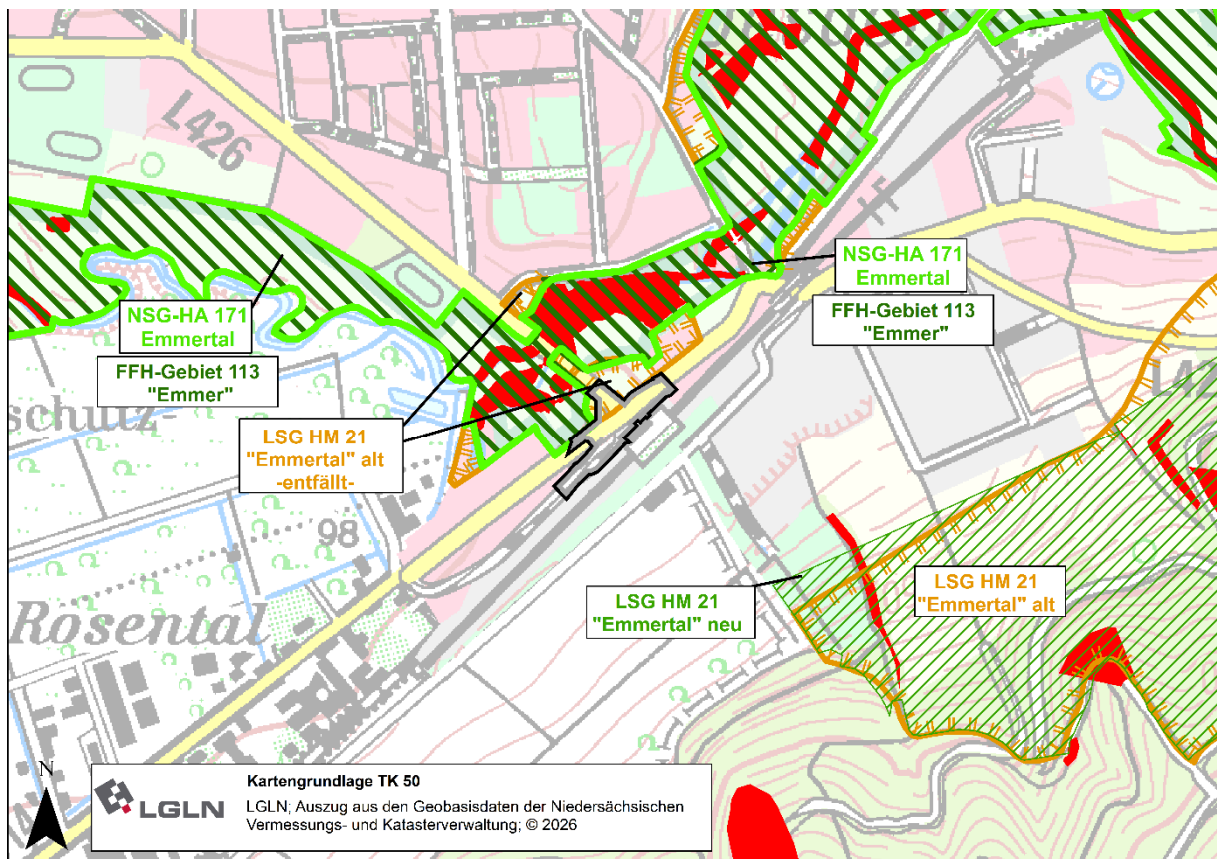 L426
NSG-HA 171
Emmertal
FFH-Gebiet 113
"Emmer"
NSG-HA 171
Emmertal
FFH-Gebiet 113
"Emmer"
schutz-
LSG HM 21
"Emmertal" alt
-entfällt-
98
Rosental
LSG HM 21
"Emmertal" neu
LSG HM 21
"Emmertal" alt
N
LGLN
Kartengrundlage TK 50
LGLN; Auszug aus den Geobasisdaten der Niedersächsischen
Vermessungs- und Katasterverwaltung; © 2026